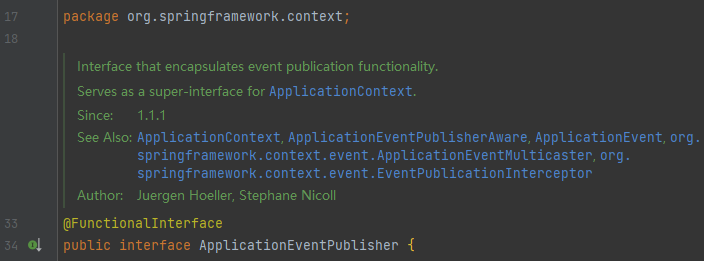 17 package org.springframework.context;
18
Interface that encapsulates event publication functionality.
Serves as a super-interface for ApplicationContext.
Since: 1.1.1
See Also: ApplicationContext, ApplicationEventPublisherAware, ApplicationEvent, org.
springframework.context.event.ApplicationEventMulticaster, org.
springframework.context.event.EventPublicationInterceptor
Author: Juergen Hoeller, Stephane Nicoll
33 @FunctionalInterface
34 public interface ApplicationEventPublisher {